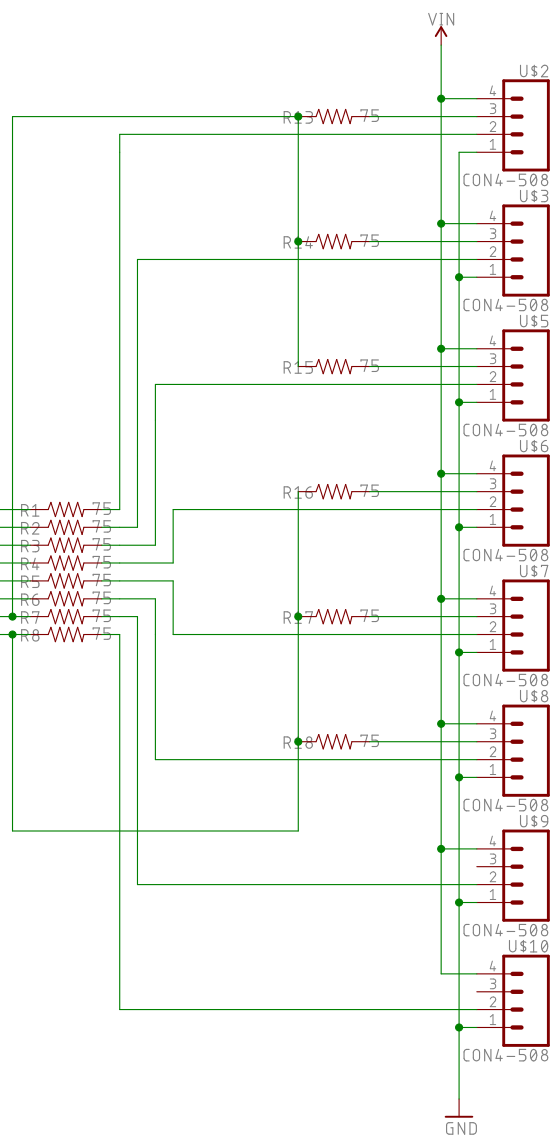 VIN
U$2
4
R13 75 3
2
1
CON4-508
U$3
4
R14 75 3
2
1
CON4-508
U$5
4
R15 75 3
2
1
CON4-508
U$6
4
R16 75 3
R1 75 2
R2 75 1
R3 75 CON4-508
R4 75 U$7
R5 75
R6 75 4
R7 75 R17 75 3
R8 75 2
1
CON4-508
U$8
4
R18 75 3
2
1
CON4-508
U$9
4
3
2
1
CON4-508
U$10
4
3
2
1
CON4-508
GND